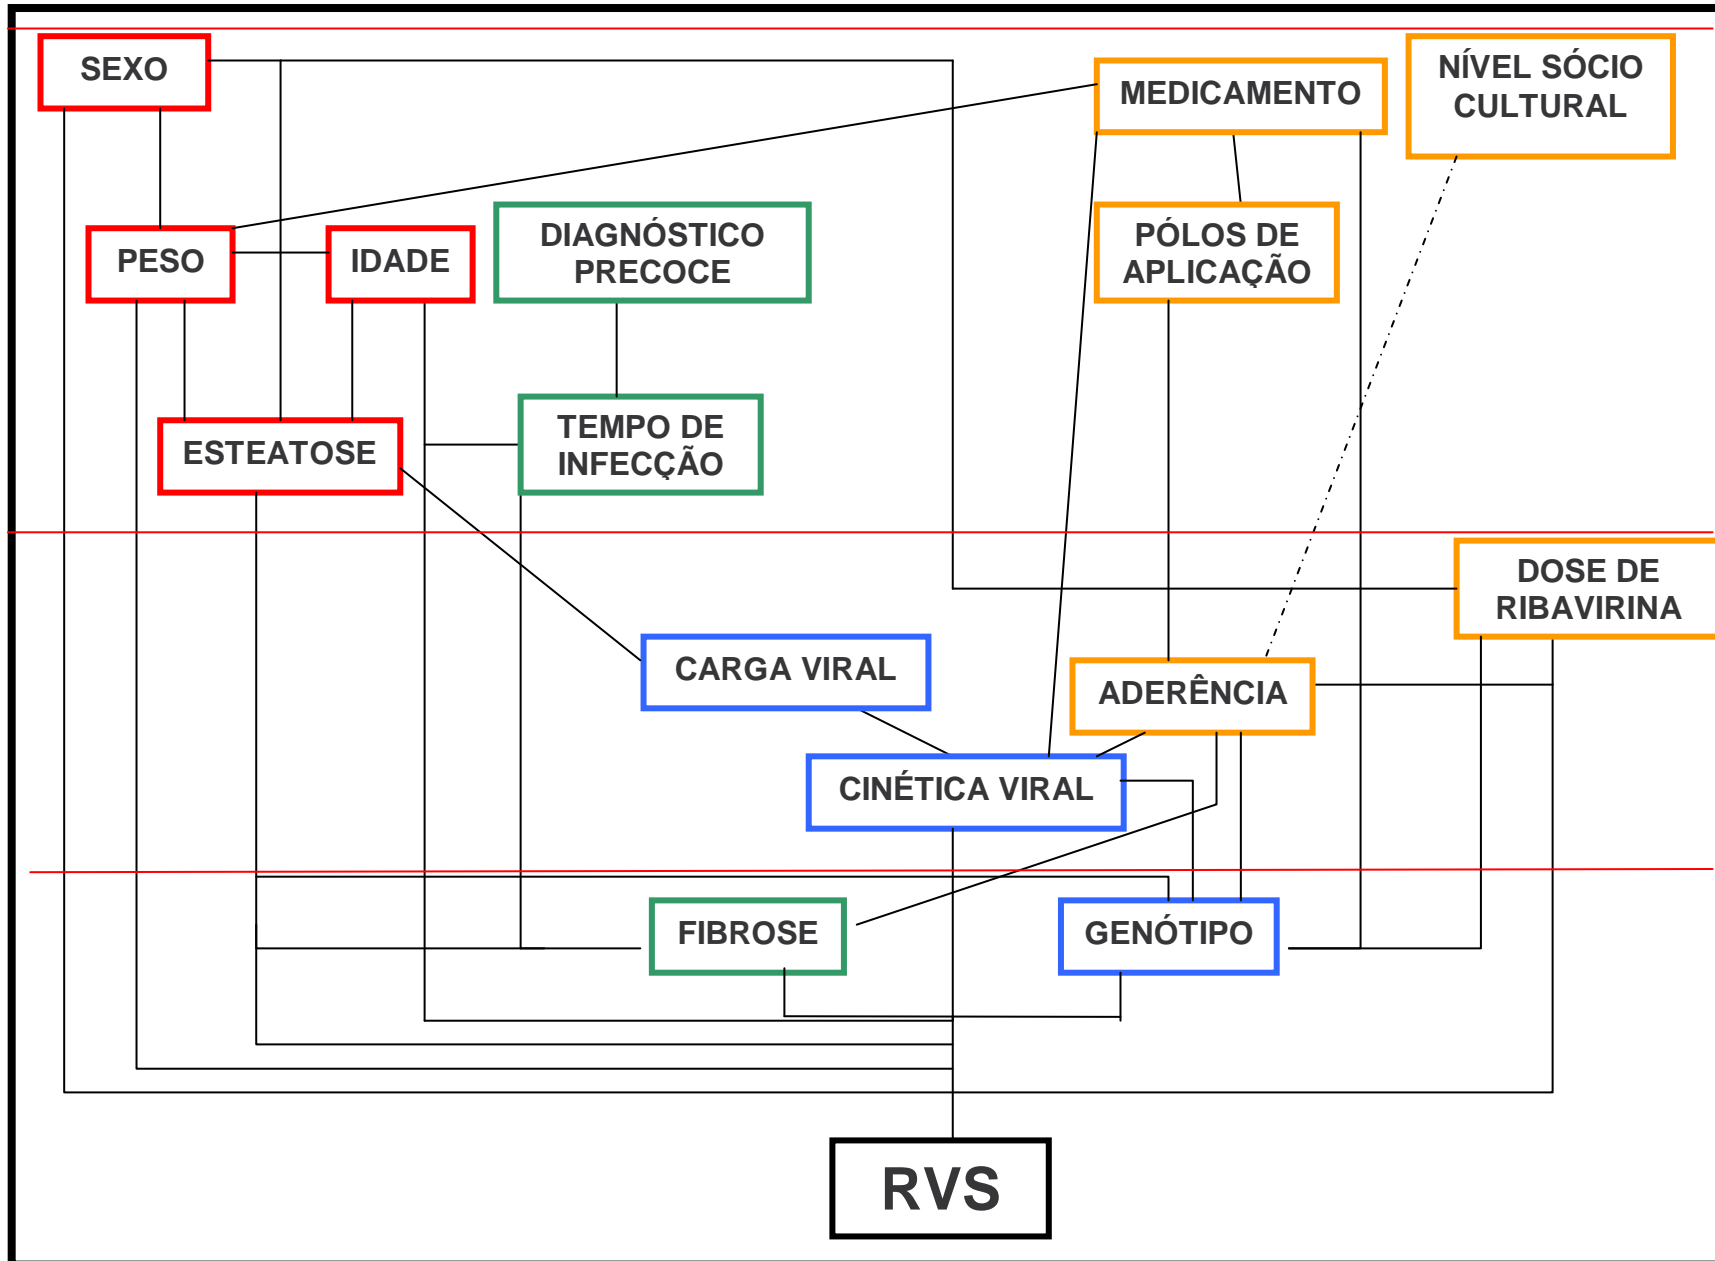 SEXO
MEDICAMENTO
NÍVEL SÓCIO
CULTURAL
PESO
IDADE
DIAGNÓSTICO
PRECOCE
PÓLOS DE
APLICAÇÃO
ESTEATOSE
TEMPO DE
INFECÇÃO
DOSE DE
RIBAVIRINA
CARGA VIRAL
ADERÊNCIA
CINÉTICA VIRAL
FIBROSE
GENÓTIPO
RVS